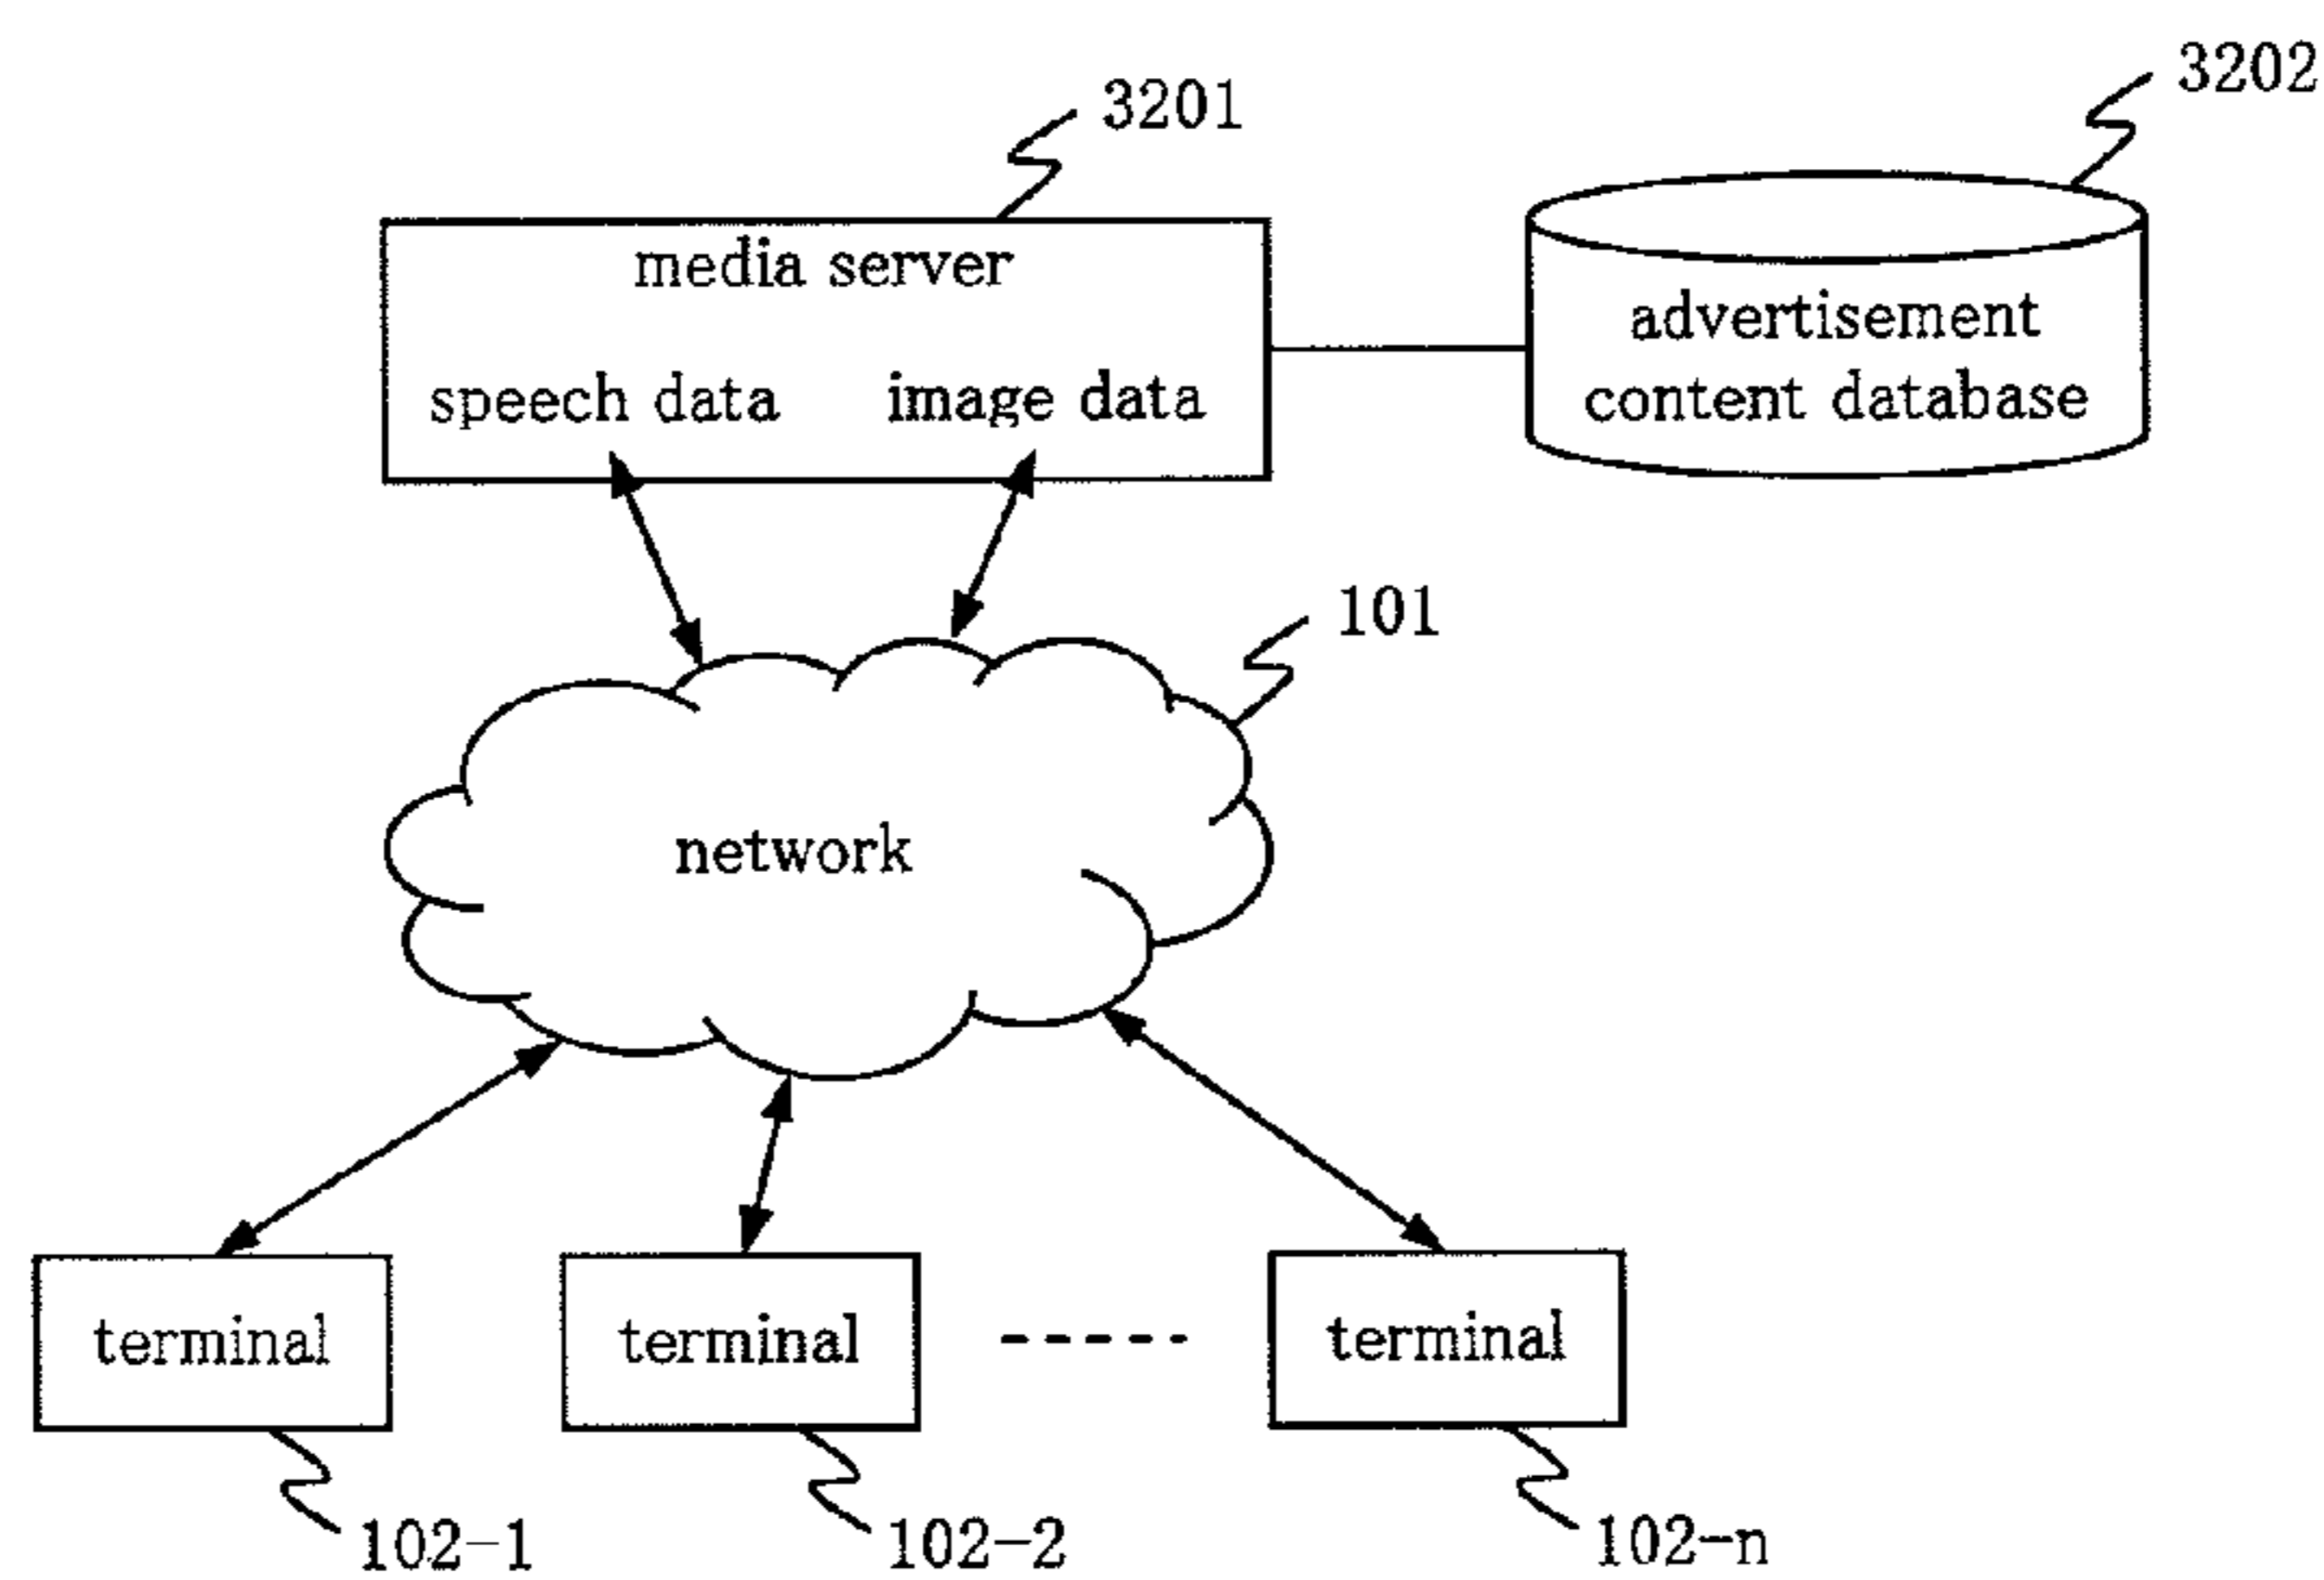 3202
3201
media server
speech data image data
advertisement
content database
101
network
terminal terminal terminal
102-1 102-2 102-n